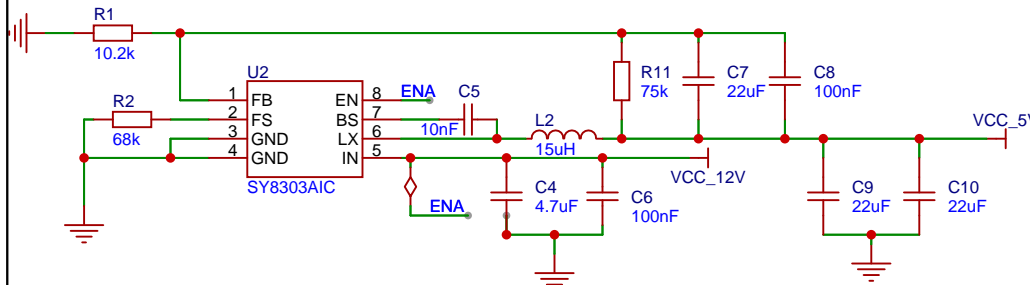 R1
10.2k
R2
68k
U2
1 FB EN 8
2 FS BS 7
3 GND LX 6
4 GND IN 5
SY8303AIC
ENA
C5
10nF
L2
15uH
R11
75k
C7
22uF
C8
100nF
VCC_5V
VCC_12V
ENA
C4
4.7uF
C6
100nF
C9
22uF
C10
22uF